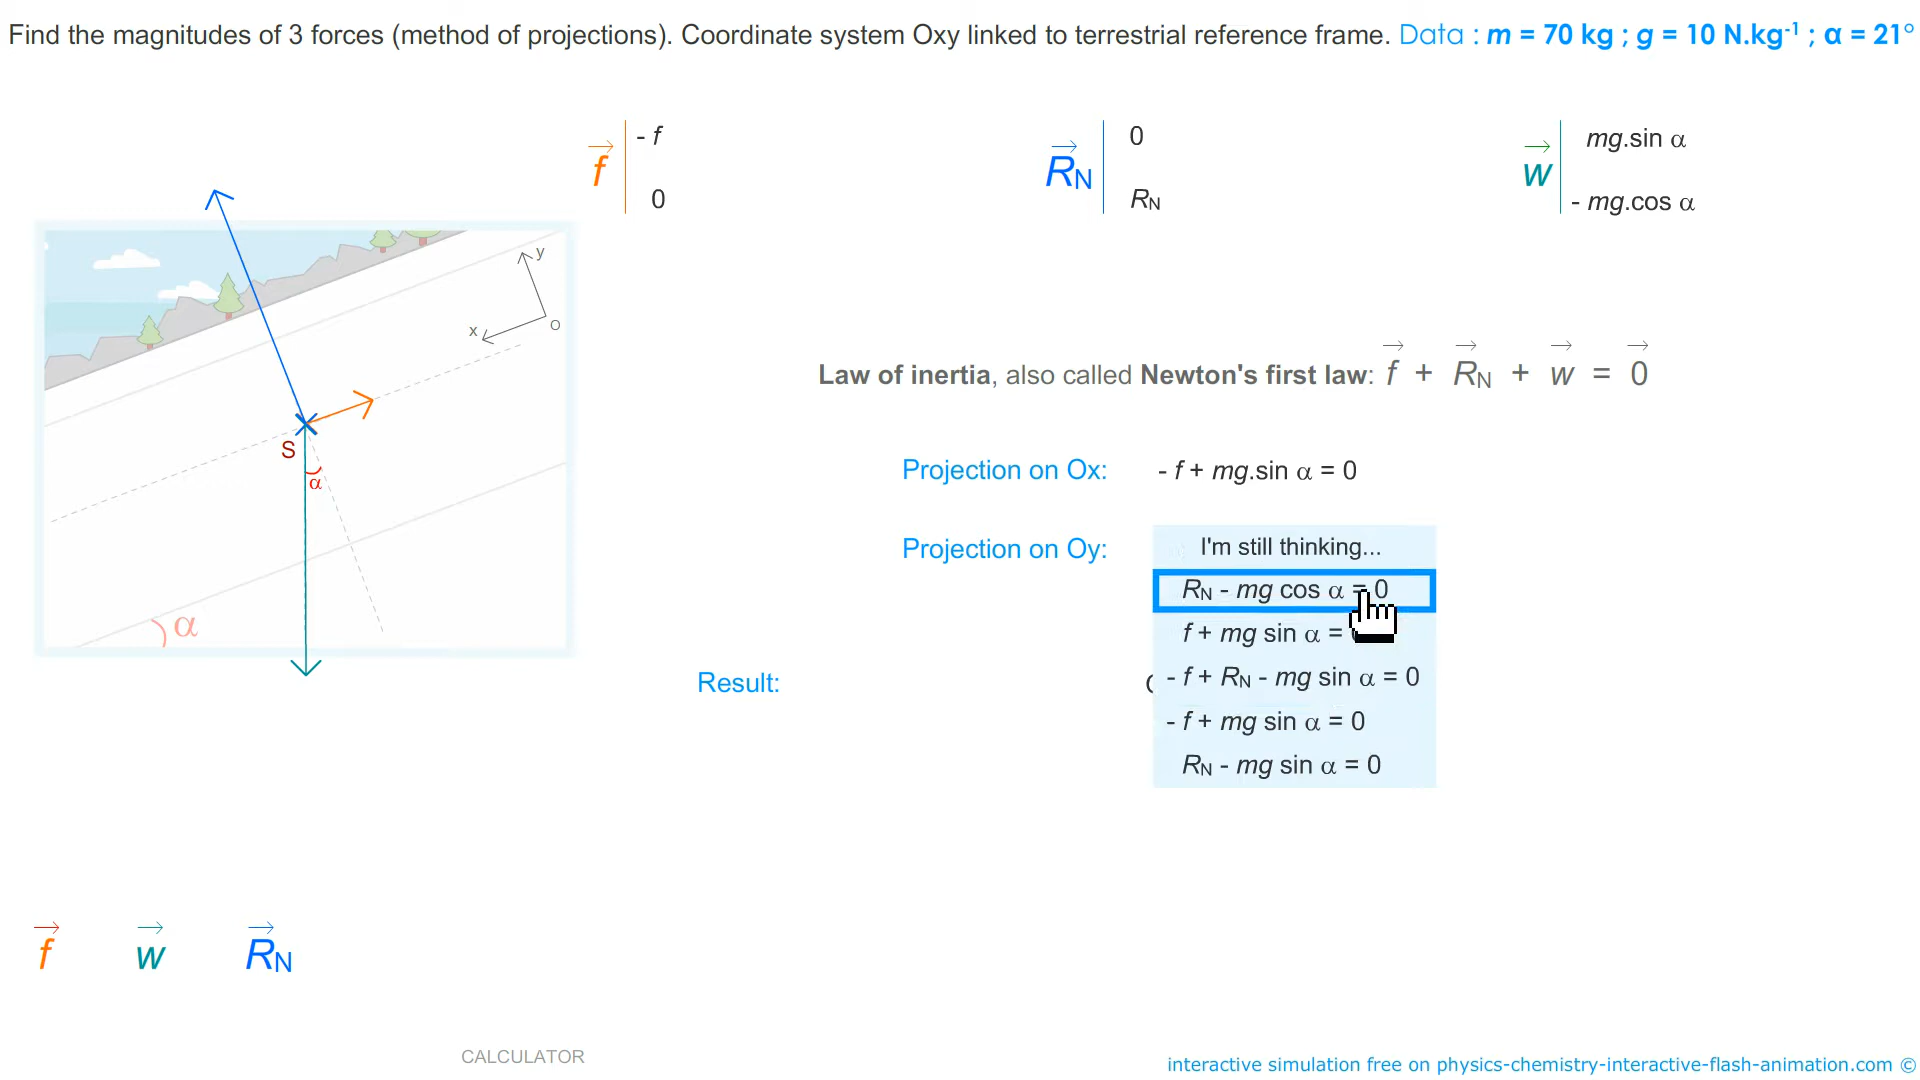 Find the magnitudes of 3 forces (method of projections). Coordinate system Oxy linked to terrestrial reference frame. Data : m = 70 kg ; g = 10 N.kg⁻¹ ; α = 21°
f
- f
0
RN
0
RN
w
mg.sin α
- mg.cos α
y
x
O
S
α
α
Law of inertia, also called Newton's first law: f + RN + w = 0
Projection on Ox: - f + mg.sin α = 0
Projection on Oy:
I'm still thinking...
RN - mg cos α = 0
f + mg sin α =
- f + RN - mg sin α = 0
- f + mg sin α = 0
RN - mg sin α = 0
Result:
f w RN
CALCULATOR
interactive simulation free on physics-chemistry-interactive-flash-animation.com ©